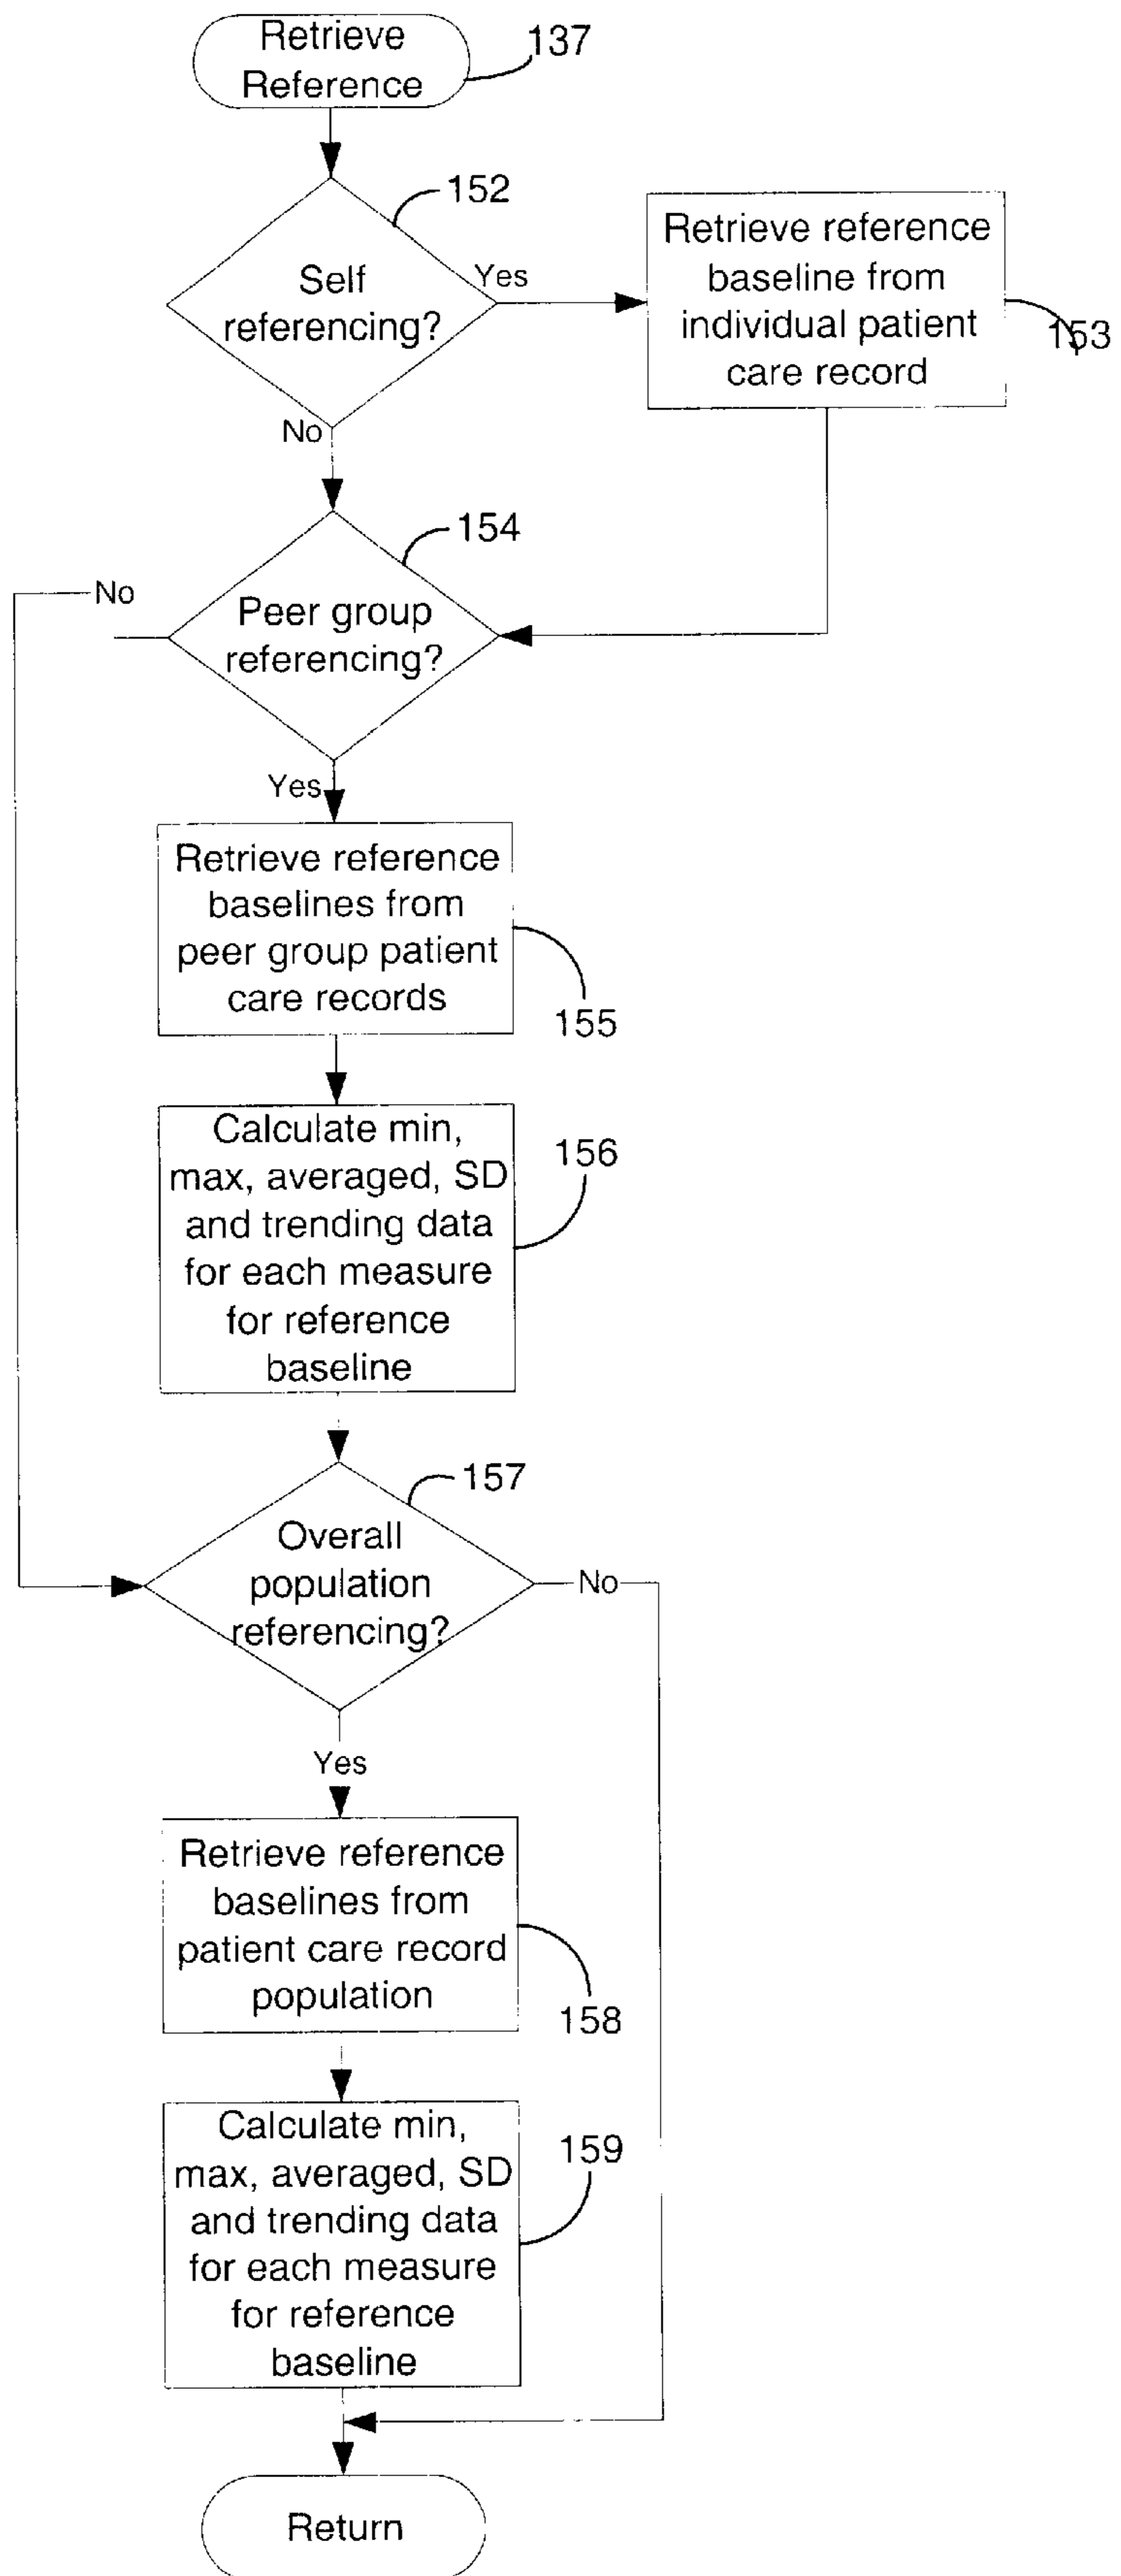 Retrieve
Reference
137
152
Self
referencing?
Yes
No
Retrieve reference
baseline from
individual patient
care record
153
154
Peer group
referencing?
No
Yes
Retrieve reference
baselines from
peer group patient
care records
155
Calculate min,
max, averaged, SD
and trending data
for each measure
for reference
baseline
156
157
Overall
population
referencing?
No
Yes
Retrieve reference
baselines from
patient care record
population
158
Calculate min,
max, averaged, SD
and trending data
for each measure
for reference
baseline
159
Return